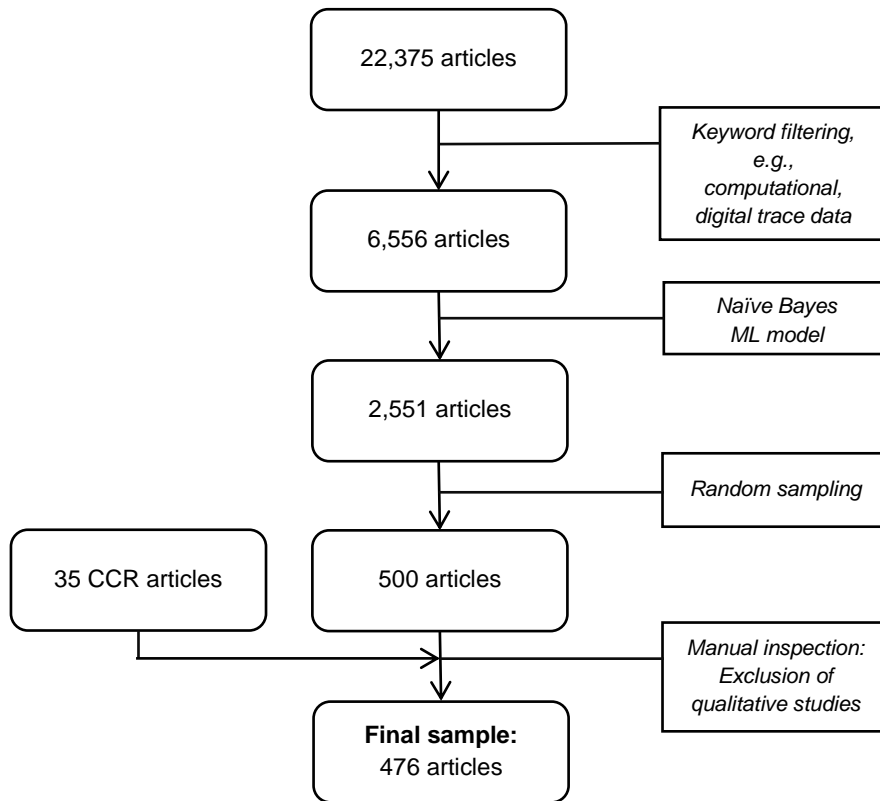 22,375 articles
Keyword filtering,
e.g.,
computational,
digital trace data
6,556 articles
Naïve Bayes
ML model
2,551 articles
Random sampling
35 CCR articles
500 articles
Manual inspection:
Exclusion of
qualitative studies
Final sample:
476 articles